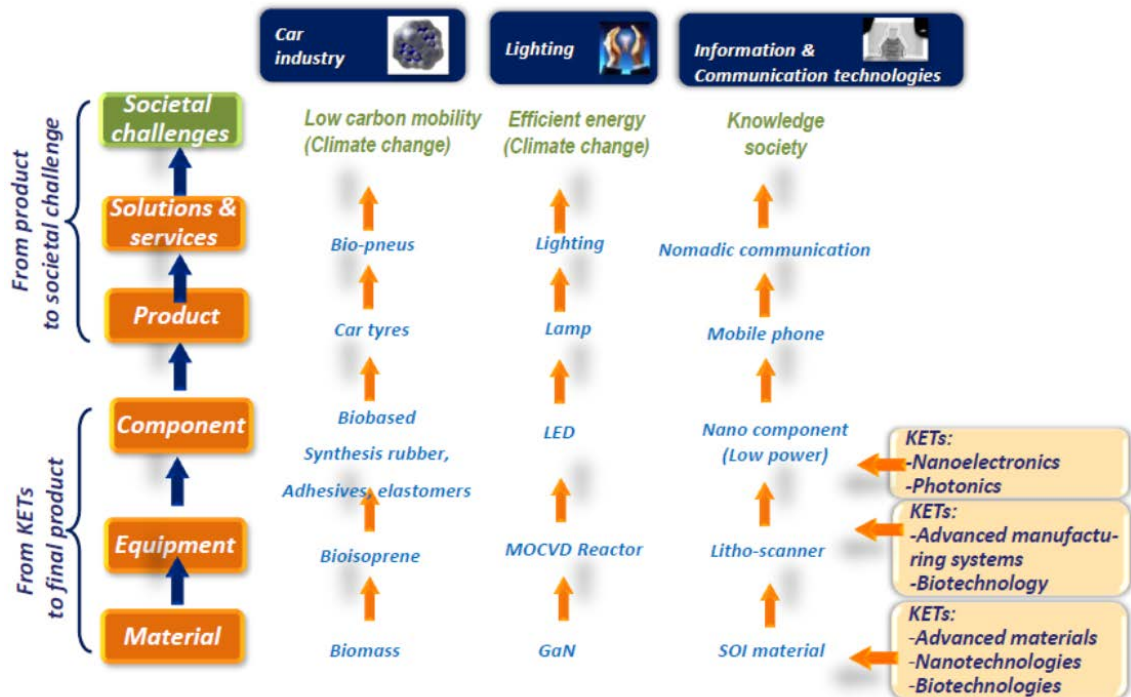 Car
industry
Lighting
Information &
Communication technologies
From product
to societal challenge
Societal
challenges
Low carbon mobility
(Climate change)
Efficient energy
(Climate change)
Knowledge
society
Solutions &
services
Bio-pneus
Lighting
Nomadic communication
Product
Car tyres
Lamp
Mobile phone
From KETs
to final product
Component
Biobased
Synthesis rubber,
Adhesives, elastomers
LED
Nano component
(Low power)
KETs:
-Nanoelectronics
-Photonics
Equipment
Bioisoprene
MOCVD Reactor
Litho-scanner
KETs:
-Advanced manufactu-
ring systems
-Biotechnology
Material
Biomass
GaN
SOI material
KETs:
-Advanced materials
-Nanotechnologies
-Biotechnologies